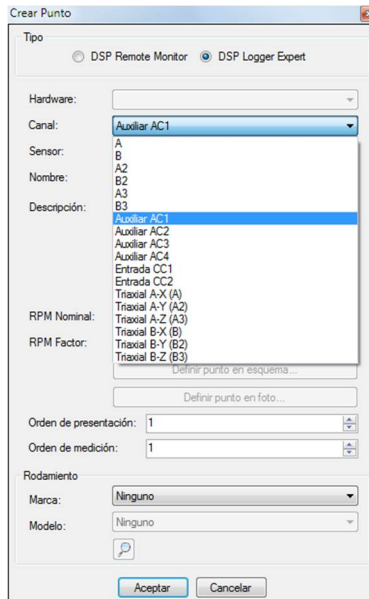 Crear Punto
Tipo
DSP Remote Monitor DSP Logger Expert
Hardware:
Canal: Auxiliar AC1
Sensor:
Nombre:
Descripción:
A
B
A2
B2
A3
B3
Auxiliar AC1
Auxiliar AC2
Auxiliar AC3
Auxiliar AC4
Entrada CC1
Entrada CC2
Triaxial A-X (A)
Triaxial A-Y (A2)
Triaxial A-Z (A3)
Triaxial B-X (B)
Triaxial B-Y (B2)
Triaxial B-Z (B3)
RPM Nominal:
RPM Factor:
Definir punto en esquema...
Definir punto en foto...
Orden de presentación: 1
Orden de medición: 1
Rodamiento
Marca: Ninguno
Modelo: Ninguno
Aceptar Cancelar